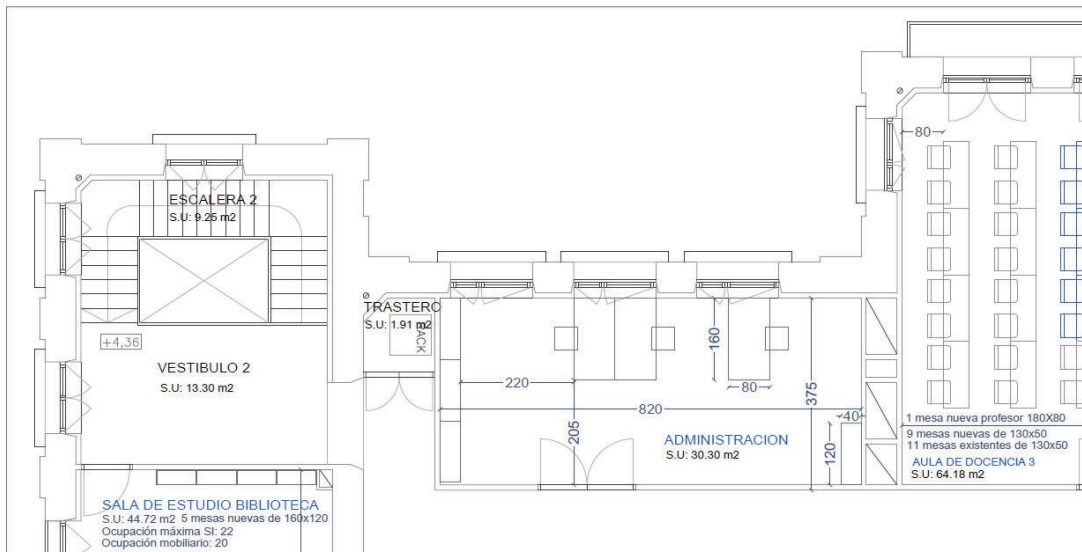 ESCALERA 2
S.U: 9.25 m2
80
TRASTERO
S.U: 1.91 m2
RACK
+4,36
VESTIBULO 2
S.U: 13.30 m2
220
160
80
375
820
40
205
120
ADMINISTRACION
S.U: 30.30 m2
1 mesa nueva profesor 180X80
9 mesas nuevas de 130x50
11 mesas existentes de 130x50
AULA DE DOCENCIA 3
S.U: 64.18 m2
SALA DE ESTUDIO BIBLIOTECA
S.U: 44.72 m2 5 mesas nuevas de 160x120
Ocupación máxima SI: 22
Ocupación mobiliario: 20